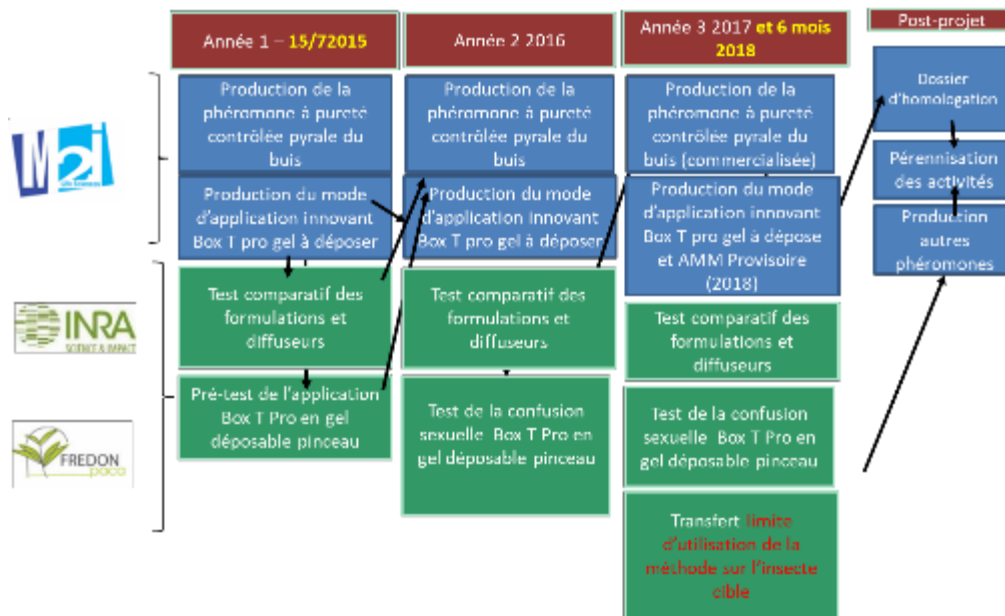 Année 1 – 15/72015
Année 2 2016
Année 3 2017 et 6 mois
2018
Post-projet
Production de la
phéromone à pureté
contrôlée pyrale du
buis
Production de la
phéromone à pureté
contrôlée pyrale du
buis
Production de la
phéromone à pureté
contrôlée pyrale du
buis (commercialisée)
Dossier
d'homologation
M2i
Life Sciences
Production du mode
d'application innovant
Box T pro gel à déposer
Production du mode
d'application innovant
Box T pro gel à déposer
Production du mode
d'application innovant
Box T pro gel à dépose
et AMM Provisoire
(2018)
Pérennisation
des activités
Production
autres
phéromones
INRA
SCIENCE & IMPACT
Test comparatif des
formulations et
diffuseurs
Test comparatif des
formulations et
diffuseurs
Test comparatif des
formulations et
diffuseurs
FREDON
paca
Pré-test de l'application
Box T Pro en gel
déposable pinceau
Test de la confusion
sexuelle Box T Pro en
gel déposable pinceau
Test de la confusion
sexuelle Box T Pro en
gel déposable pinceau
Transfert limite
d'utilisation de la
méthode sur l'insecte
cible